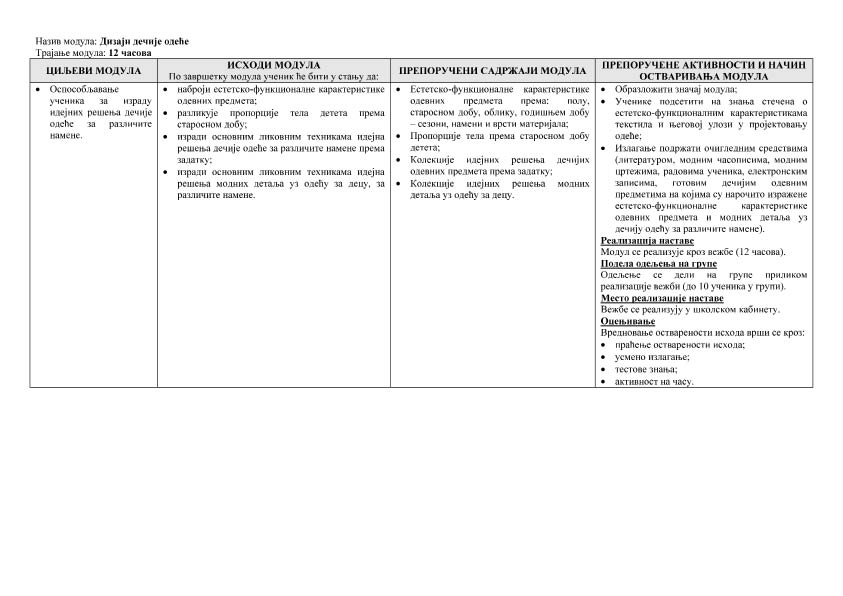 Назив модула: Дизајн дечије одеће
Трајање модула: 12 часова
ЦИЉЕВИ МОДУЛА
ИСХОДИ МОДУЛА
По завршетку модула ученик ће бити у стању да:
ПРЕПОРУЧЕНИ САДРЖАЈИ МОДУЛА
ПРЕПОРУЧЕНЕ АКТИВНОСТИ И НАЧИН
ОСТВАРИВАЊА МОДУЛА
• Оспособљавање
ученика за израду
идејних решења дечије
одеће за различите
намене.
• наброји естетско-функционалне карактеристике
одевних предмета;
• разликује пропорције тела детета према
старосном добу;
• изради основним ликовним техникама идејна
решења дечије одеће за различите намене према
задатку;
• изради основним ликовним техникама идејна
решења модних детаља уз одећу за децу, за
различите намене.
• Естетско-функционалне карактеристике
одевних предмета према: полу,
старосном добу, облику, годишњем добу
– сезони, намени и врсти материјала;
• Пропорције тела према старосном добу
детета;
• Колекције идејних решења дечијих
одевних предмета према задатку;
• Колекције идејних решења модних
детаља уз одећу за децу.
• Образложити значај модула;
• Ученике подсетити на знања стечена о
естетско-функционалним карактеристикама
текстила и његовој улози у пројектовању
одеће;
• Излагање подржати очигледним средствима
(литературом, модним часописима, модним
цртежима, радовима ученика, електронским
записима, готовим дечијим одевним
предметима на којима су нарочито изражене
естетско-функционалне карактеристике
одевних предмета и модних детаља уз
дечију одећу за различите намене).
Реализација наставе
Модул се реализује кроз вежбе (12 часова).
Подела одељења на групе
Одељење се дели на групе приликом
реализације вежби (до 10 ученика у групи).
Место реализације наставе
Вежбе се реализују у школском кабинету.
Оцењивање
Вредновање остварености исхода врши се кроз:
• праћење остварености исхода;
• усмено излагање;
• тестове знања;
• активност на часу.